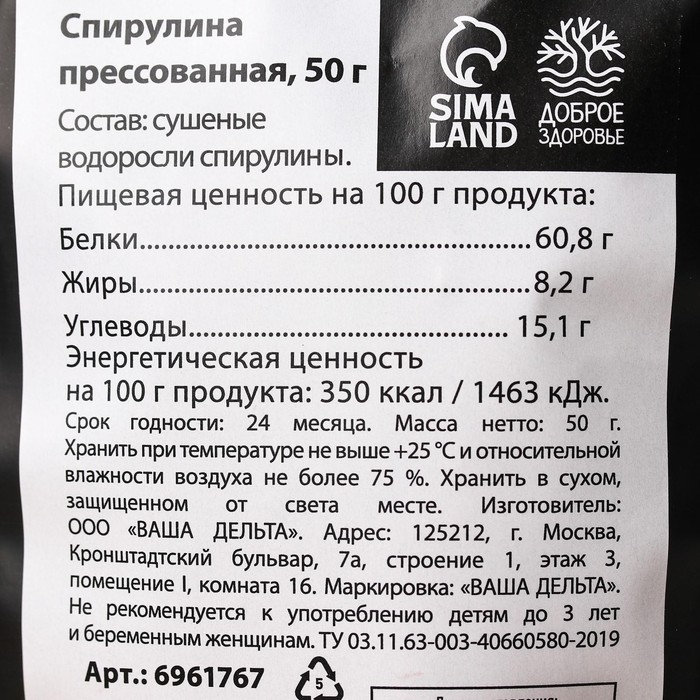 Спирулина
прессованная, 50 г
SIMA
LAND
ДОБРОЕ
ЗДОРОВЬЕ
Состав: сушеные
водоросли спирулины.
Пищевая ценность на 100 г продукта:
Белки.......................................60,8 г
Жиры.......................................8,2 г
Углеводы................................ 15,1 г
Энергетическая ценность
на 100 г продукта: 350 ккал / 1463 кДж.
Срок годности: 24 месяца. Масса нетто: 50 г.
Хранить при температуре не выше +25 °С и относительной
влажности воздуха не более 75 %. Хранить в сухом,
защищенном от света месте. Изготовитель:
ООО «ВАША ДЕЛЬТА». Адрес: 125212, г. Москва,
Кронштадтский бульвар, 7а, строение 1, этаж 3,
помещение I, комната 16. Маркировка: «ВАША ДЕЛЬТА».
Не рекомендуется к употреблению детям до 3 лет
и беременным женщинам. ТУ 03.11.63-003-40660580-2019
Арт.: 6961767
5